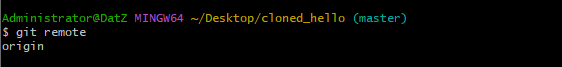 Administrator@DatZ MINGW64 ~/Desktop/cloned_hello (master)
$ git remote
origin